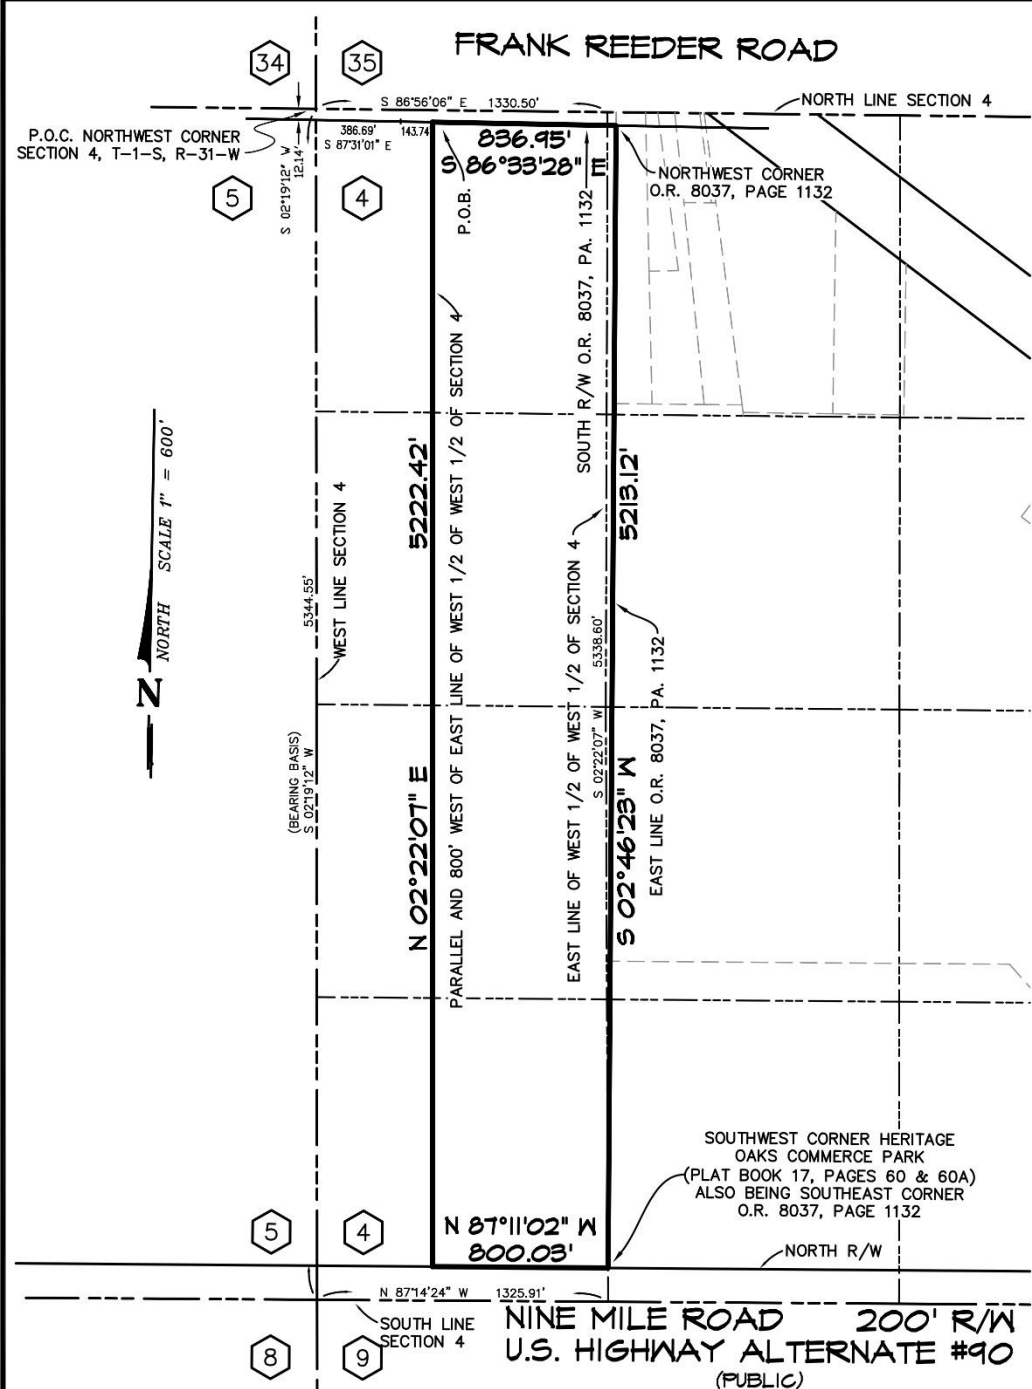 FRANK REEDER ROAD
34
35
S 86°56'06" E 1330.50'
NORTH LINE SECTION 4
P.O.C. NORTHWEST CORNER
SECTION 4, T-1-S, R-31-W
386.69'
143.74'
S 87°31'01" E
836.95'
S 86°33'28" E
NORTHWEST CORNER
O.R. 8037, PAGE 1132
S 02°19'12" W
12.14'
5
4
P.O.B.
SOUTH R/W O.R. 8037, PA. 1132
NORTH SCALE 1" = 600'
N
5344.55'
WEST LINE SECTION 4
(BEARING BASIS)
S 02°19'12" W
5222.42'
N 02°22'07" E
PARALLEL AND 800' WEST OF EAST LINE OF WEST 1/2 OF WEST 1/2 OF SECTION 4
EAST LINE OF WEST 1/2 OF WEST 1/2 OF SECTION 4
5338.60'
S 02°22'07" W
5213.12'
S 02°46'23" W
EAST LINE O.R. 8037, PA. 1132
SOUTHWEST CORNER HERITAGE
OAKS COMMERCE PARK
(PLAT BOOK 17, PAGES 60 & 60A)
ALSO BEING SOUTHEAST CORNER
O.R. 8037, PAGE 1132
5
4
N 87°11'02" W
800.03'
NORTH R/W
N 87°14'24" W 1325.91'
SOUTH LINE
SECTION 4
8
9
NINE MILE ROAD 200' R/W
U.S. HIGHWAY ALTERNATE #90
(PUBLIC)